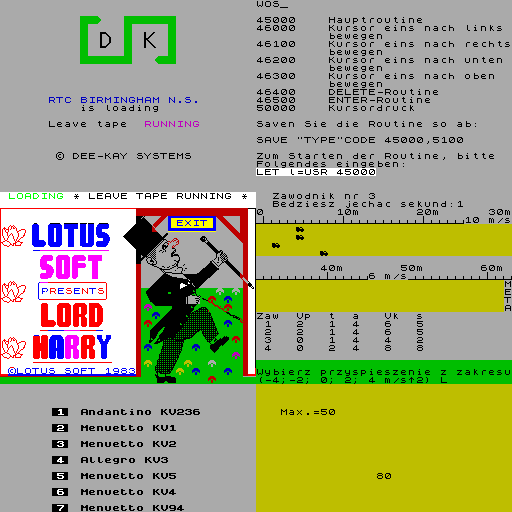 D K
RTC BIRMINGHAM N.S.
is loading
Leave tape RUNNING
© DEE-KAY SYSTEMS
WOS_
45000 Hauptroutine
46000 Kursor eins nach links
bewegen
46100 Kursor eins nach rechts
bewegen
46200 Kursor eins nach unten
bewegen
46300 Kursor eins nach oben
bewegen
46400 DELETE-Routine
46500 ENTER-Routine
50000 Kursordruck
Saven Sie die Routine so ab:
SAVE "TYPE"CODE 45000,5100
Zum Starten der Routine, bitte
Folgendes eingeben:
LET l=USR 45000
LOADING * LEAVE TAPE RUNNING *
EXIT
LOTUS
SOFT
PRESENTS
LORD
HARRY
©LOTUS SOFT 1983
Zawodnik nr 3
Bedziesz jechac sekund:1
0 10m 20m 30m
10 m/s
40m 50m 60m
6 m/s
META
Zaw Vp t a Vk s
1 2 1 4 6 5
2 2 1 4 6 5
3 0 1 4 4 2
4 4 2 4 8 8
Wybierz przyspieszenie z zakresu
(-4;-2; 0; 2; 4 m/s↑2) L
1 Andantino KV236
2 Menuetto KV1
3 Menuetto KV2
4 Allegro KV3
5 Menuetto KV5
6 Menuetto KV4
7 Menuetto KV94
Max.=50
80